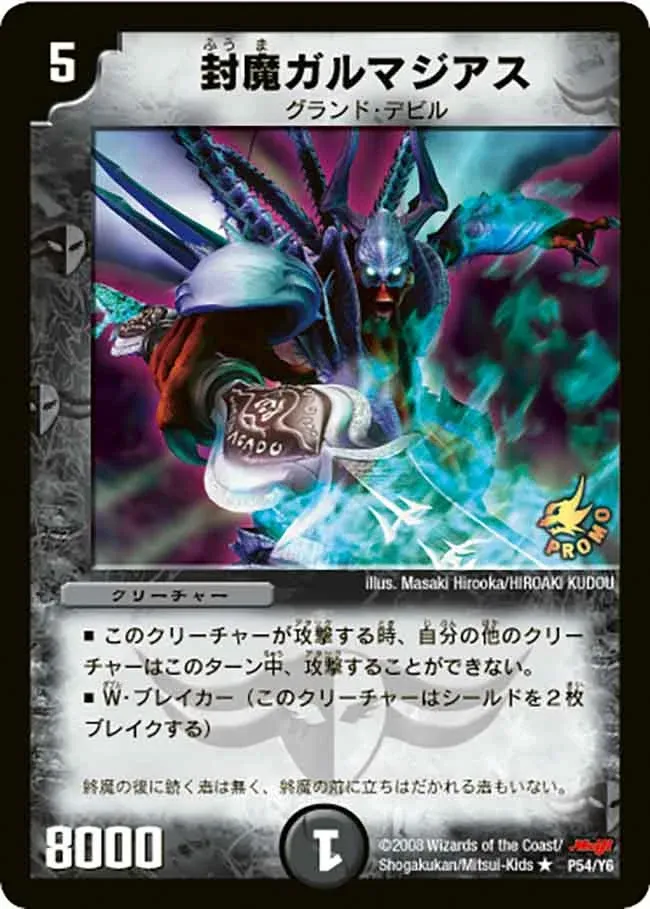 5
ふう ま
封魔ガルマジアス
グランド・デビル
ACADU
PROMO
illus. Masaki Hirooka/HIROAKI KUDOU
クリーチャー
■ このクリーチャーが攻撃する時、自分の他のクリー
チャーはこのターン中、攻撃することができない。
■ W・ブレイカー（このクリーチャーはシールドを２枚
ブレイクする）
終魔の後に続く者は無く、終魔の前に立ちはだかれる者もいない。
8000
1
©2008 Wizards of the Coast/
Shogakukan/Mitsui-Kids ★ P54/Y6